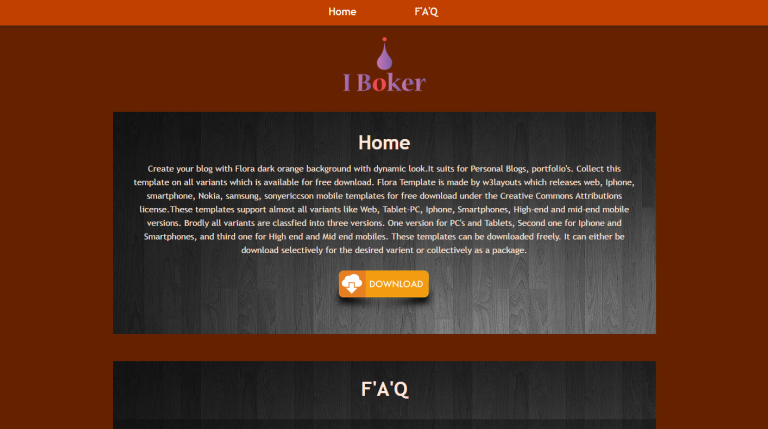 Home F'A'Q
I Boker
Home
Create your blog with Flora dark orange background with dynamic look.It suits for Personal Blogs, portfolio's. Collect this
template on all variants which is available for free download. Flora Template is made by w3layouts which releases web, Iphone,
smartphone, Nokia, samsung, sonyericcson mobile templates for free download under the Creative Commons Attributions
license.These templates support almost all variants like Web, Tablet-PC, Iphone, Smartphones, High-end and mid-end mobile
versions. Brodly all variants are classfied into three versions. One version for PC's and Tablets, Second one for Iphone and
Smartphones, and third one for High end and Mid end mobiles. These templates can be downloaded freely. It can either be
download selectively for the desired varient or collectively as a package.
DOWNLOAD
F'A'Q